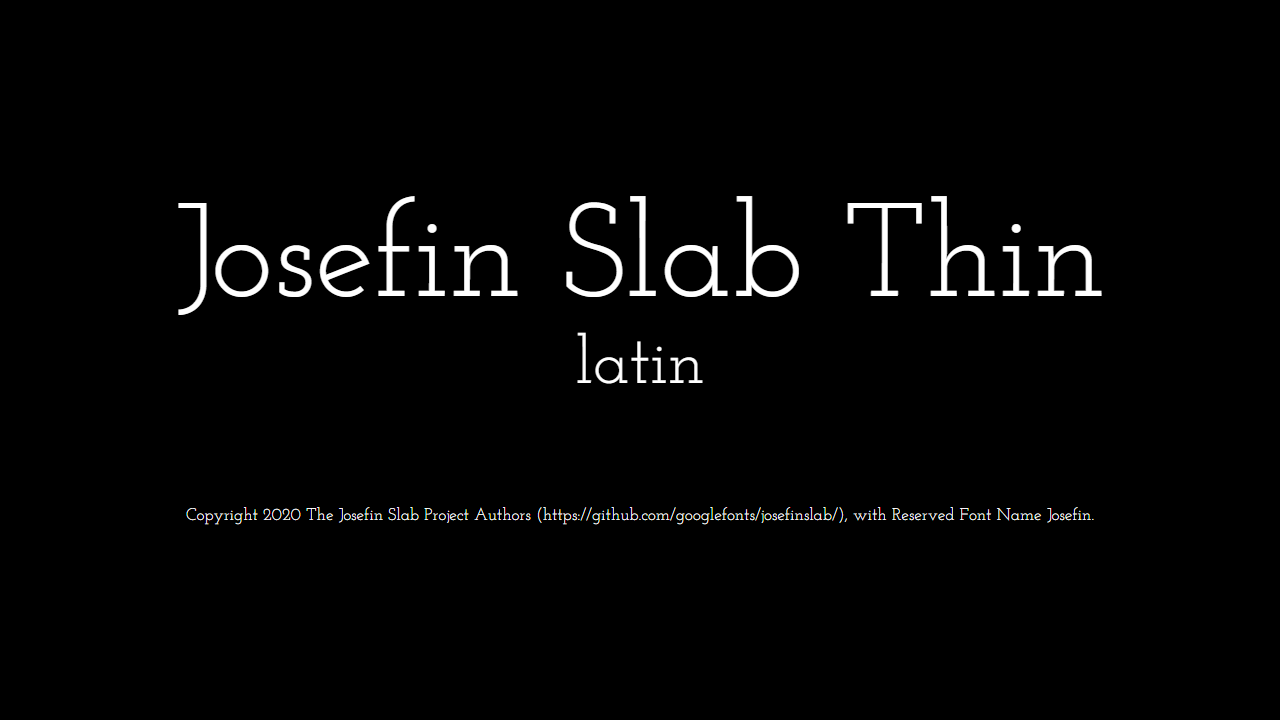 Josefin Slab Thin
latin
Copyright 2020 The Josefin Slab Project Authors (https://github.com/googlefonts/josefinslab/), with Reserved Font Name Josefin.